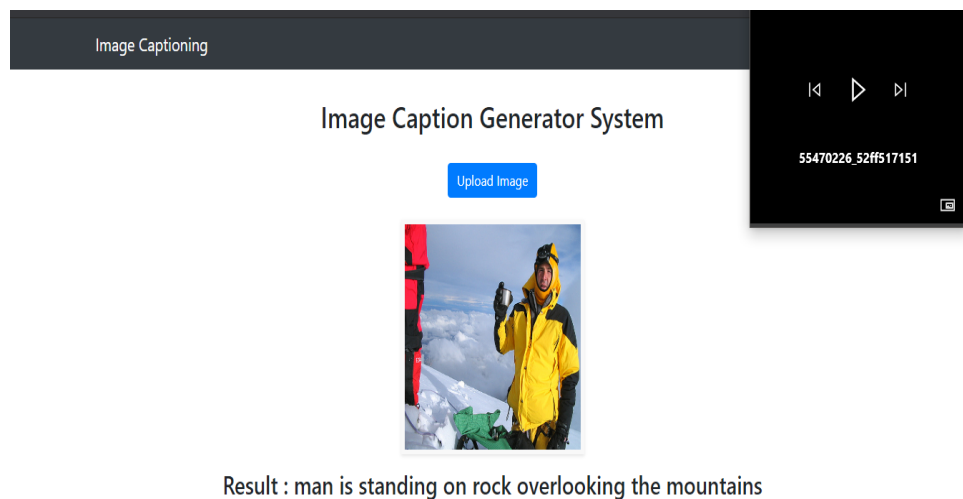 Image Captioning
Image Caption Generator System
Upload Image
55470226_52ff517151
Result : man is standing on rock overlooking the mountains